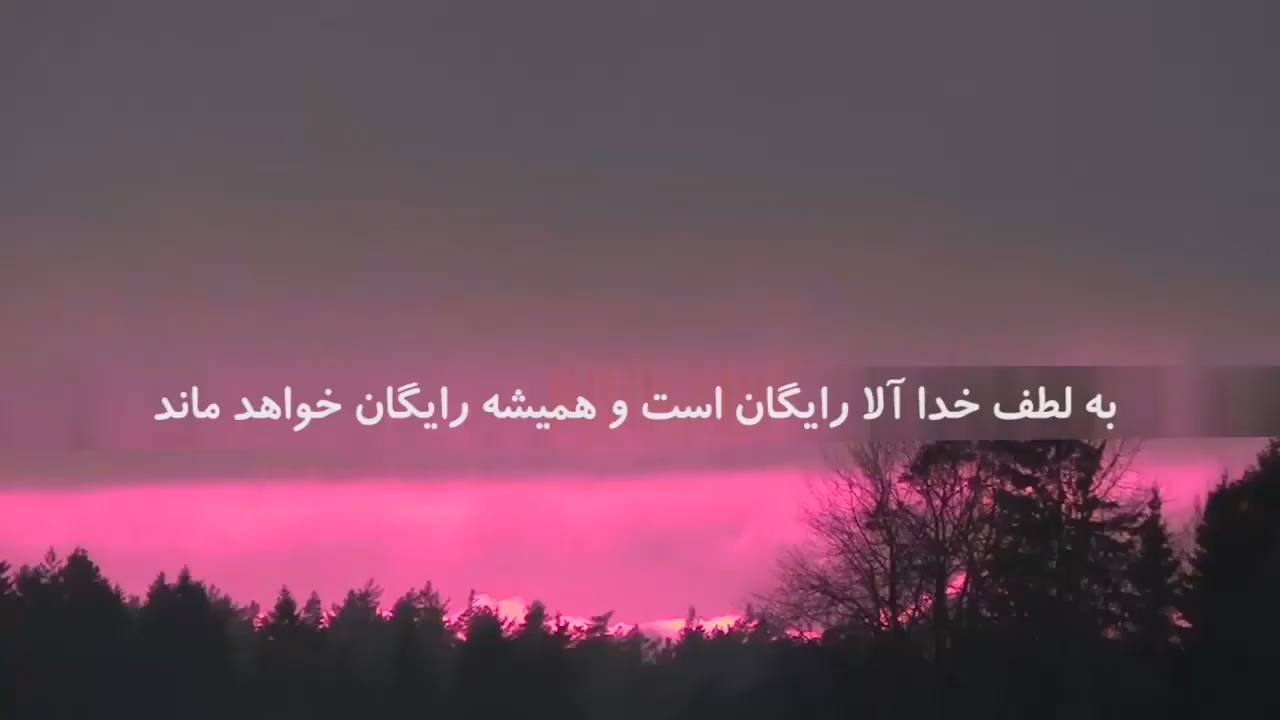 به لطف خدا آلا رایگان است و همیشه رایگان خواهد ماند